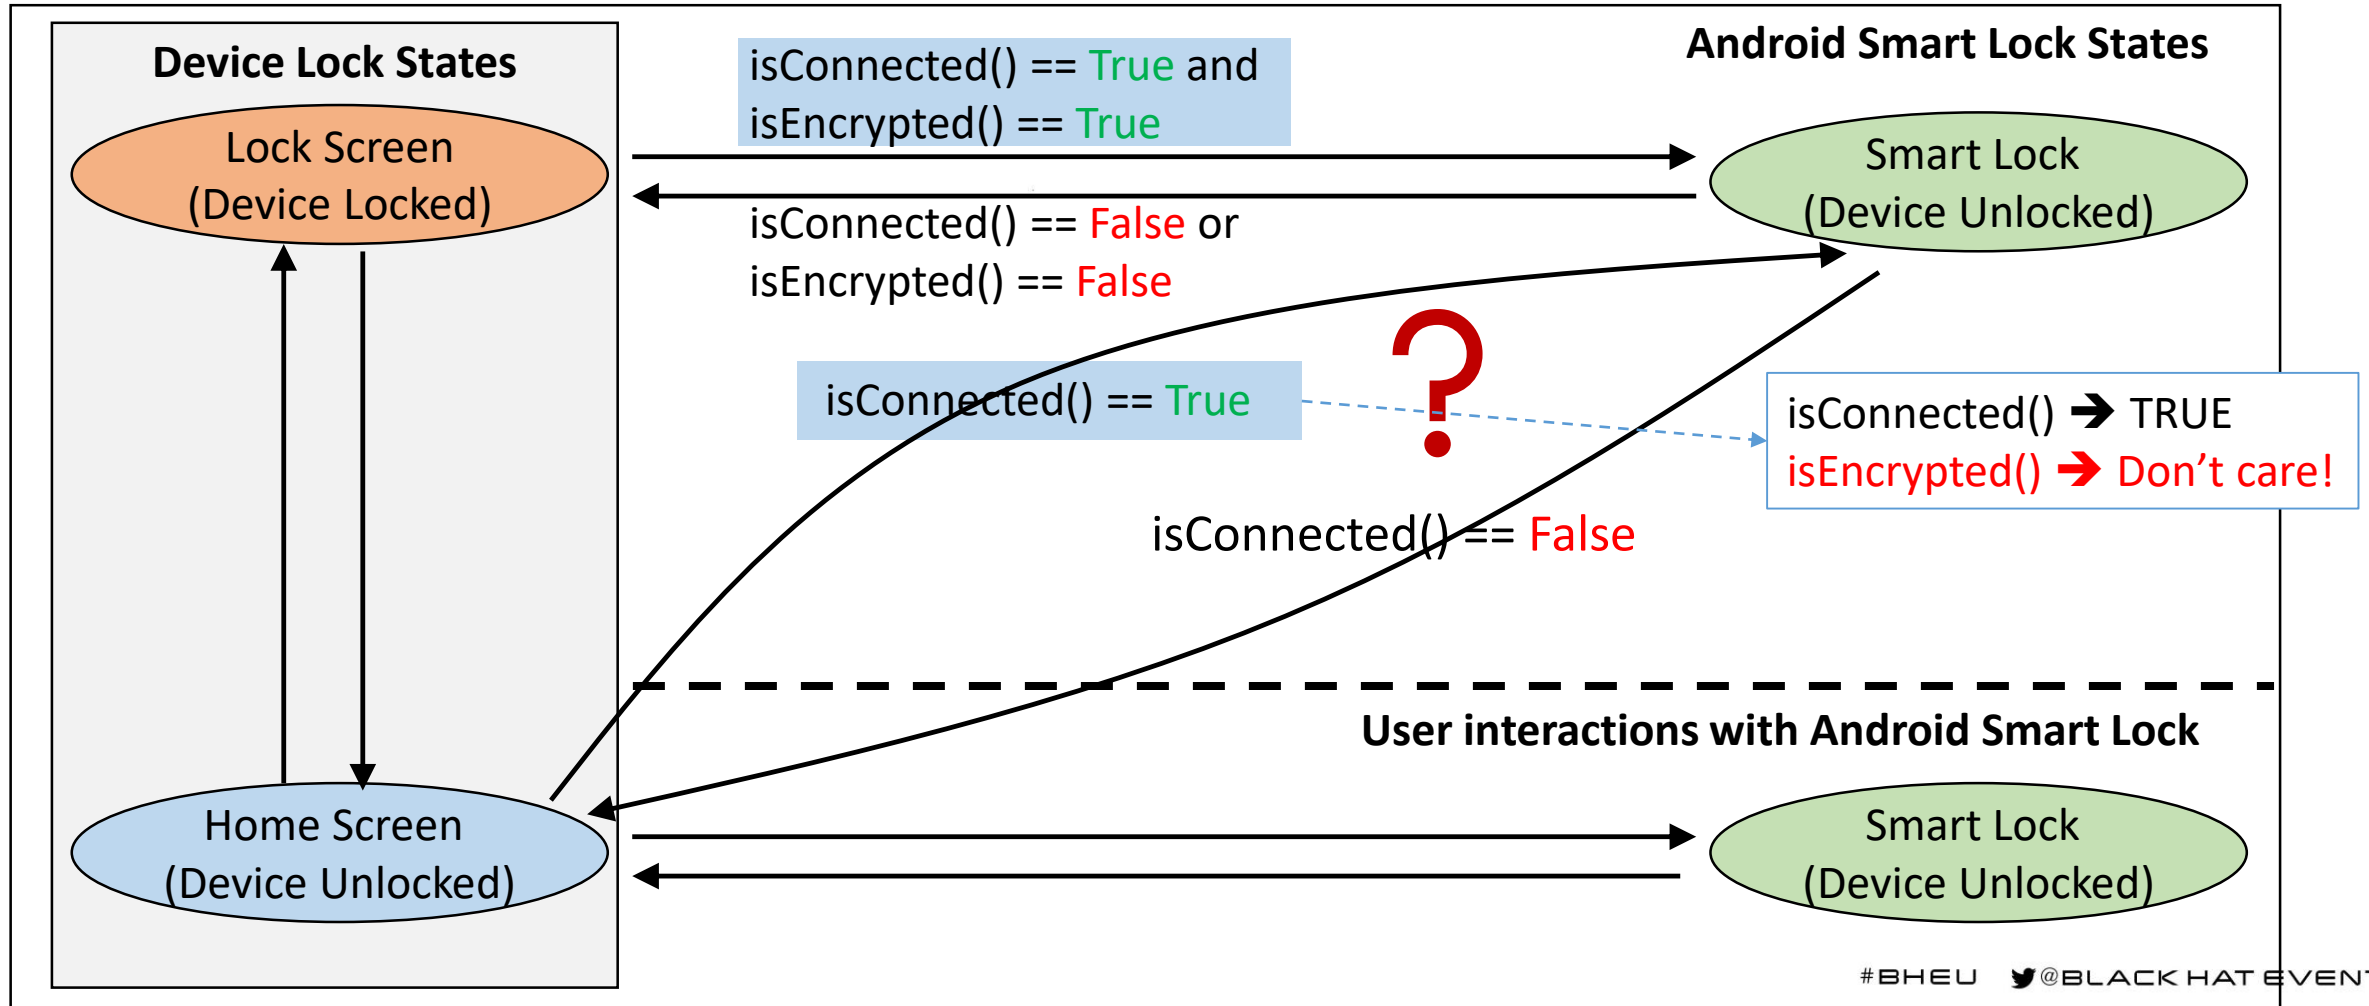 Device Lock States
Android Smart Lock States
isConnected() == True and
isEncrypted() == True
Lock Screen
(Device Locked)
Smart Lock
(Device Unlocked)
isConnected() == False or
isEncrypted() == False
isConnected() == True
?
isConnected() ➔ TRUE
isEncrypted() ➔ Don’t care!
isConnected() == False
User interactions with Android Smart Lock
Home Screen
(Device Unlocked)
Smart Lock
(Device Unlocked)
#BHEU @BLACK HAT EVENT